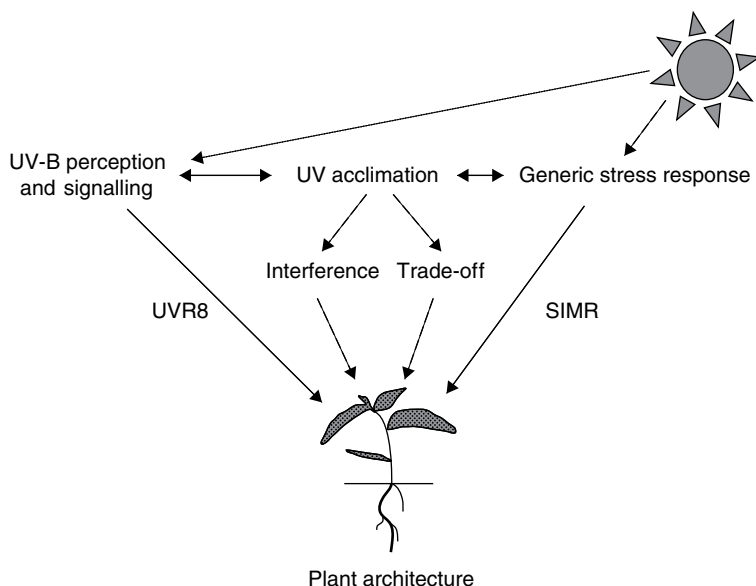 UV-B perception
and signalling
UV acclimation
Generic stress response
Interference
Trade-off
UVR8
SIMR
Plant architecture